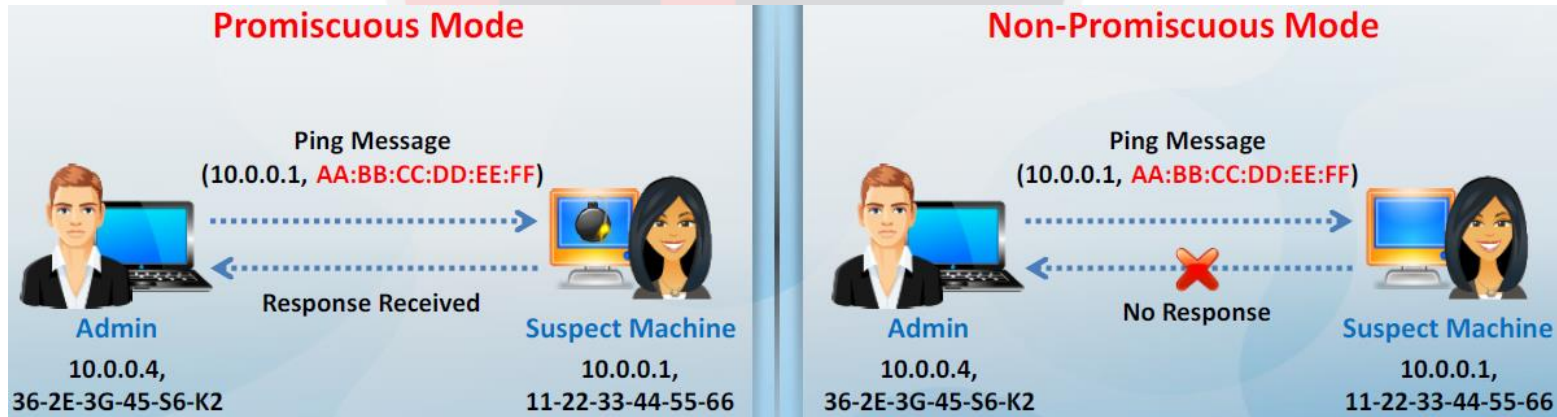 Promiscuous Mode
Ping Message
(10.0.0.1, AA:BB:CC:DD:EE:FF)
Response Received
Admin
10.0.0.4,
36-2E-3G-45-S6-K2
Suspect Machine
10.0.0.1,
11-22-33-44-55-66
Non-Promiscuous Mode
Ping Message
(10.0.0.1, AA:BB:CC:DD:EE:FF)
No Response
Admin
10.0.0.4,
36-2E-3G-45-S6-K2
Suspect Machine
10.0.0.1,
11-22-33-44-55-66